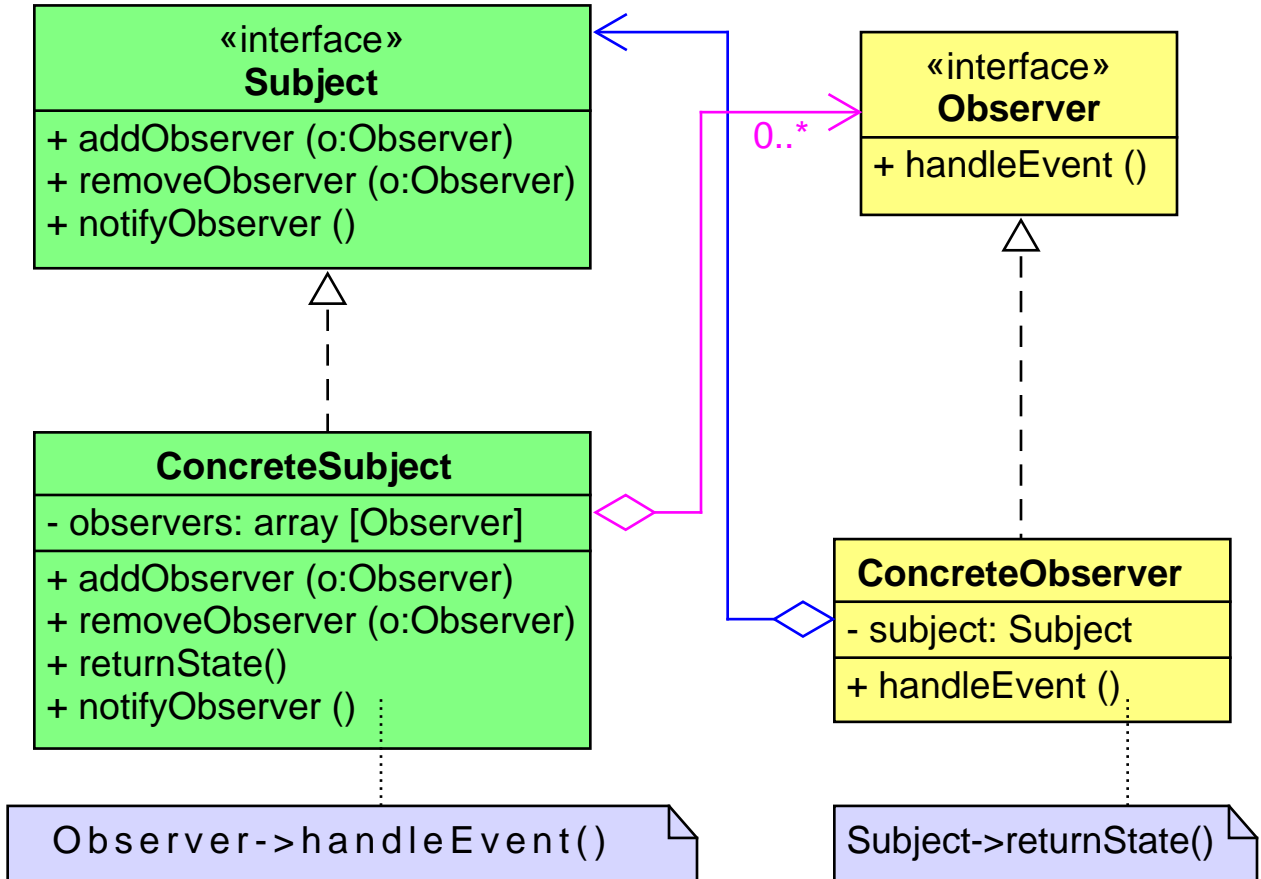 «interface»
Subject
+ addObserver (o:Observer)
+ removeObserver (o:Observer)
+ notifyObserver ()
«interface»
Observer
+ handleEvent ()
0..*
ConcreteSubject
- observers: array [Observer]
+ addObserver (o:Observer)
+ removeObserver (o:Observer)
+ returnState()
+ notifyObserver ()
ConcreteObserver
- subject: Subject
+ handleEvent ()
Observer->handleEvent()
Subject->returnState()